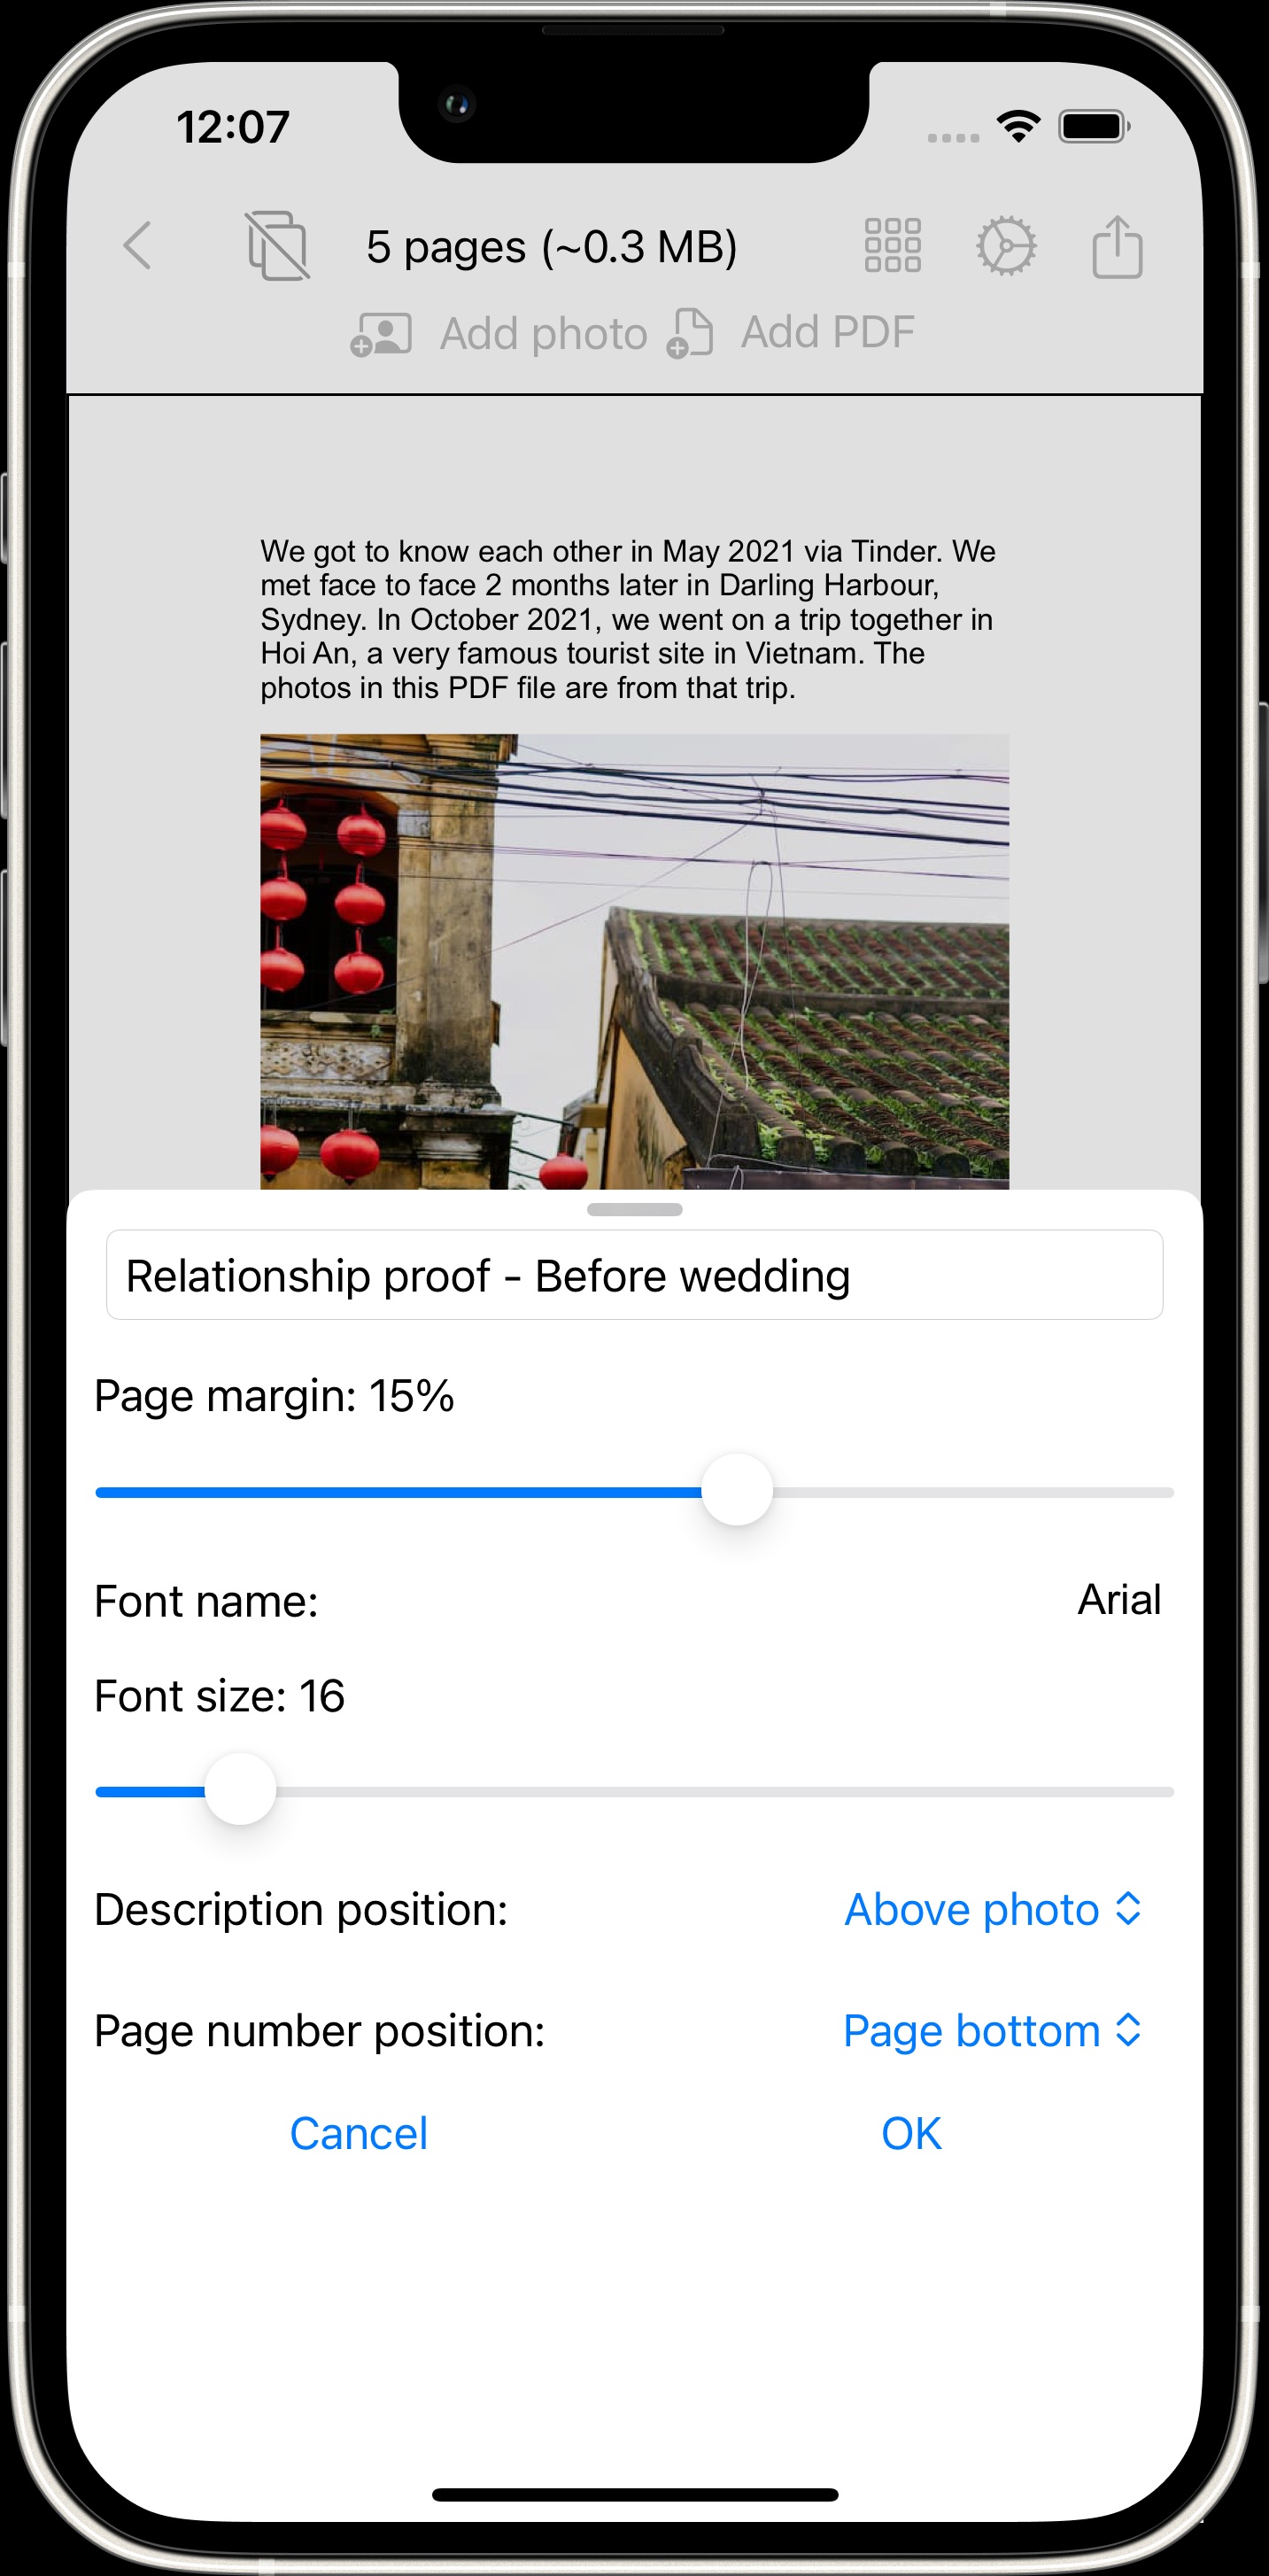 12:07
5 pages (~0.3 MB)
Add photo Add PDF
We got to know each other in May 2021 via Tinder. We
met face to face 2 months later in Darling Harbour,
Sydney. In October 2021, we went on a trip together in
Hoi An, a very famous tourist site in Vietnam. The
photos in this PDF file are from that trip.
Relationship proof - Before wedding
Page margin: 15%
Font name: Arial
Font size: 16
Description position: Above photo
Page number position: Page bottom
Cancel OK